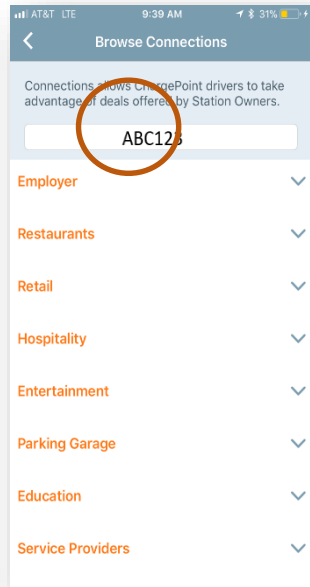 AT&T LTE 9:39 AM 31%
Browse Connections
Connections allows ChargePoint drivers to take
advantage of deals offered by Station Owners.
ABC123
Employer
Restaurants
Retail
Hospitality
Entertainment
Parking Garage
Education
Service Providers